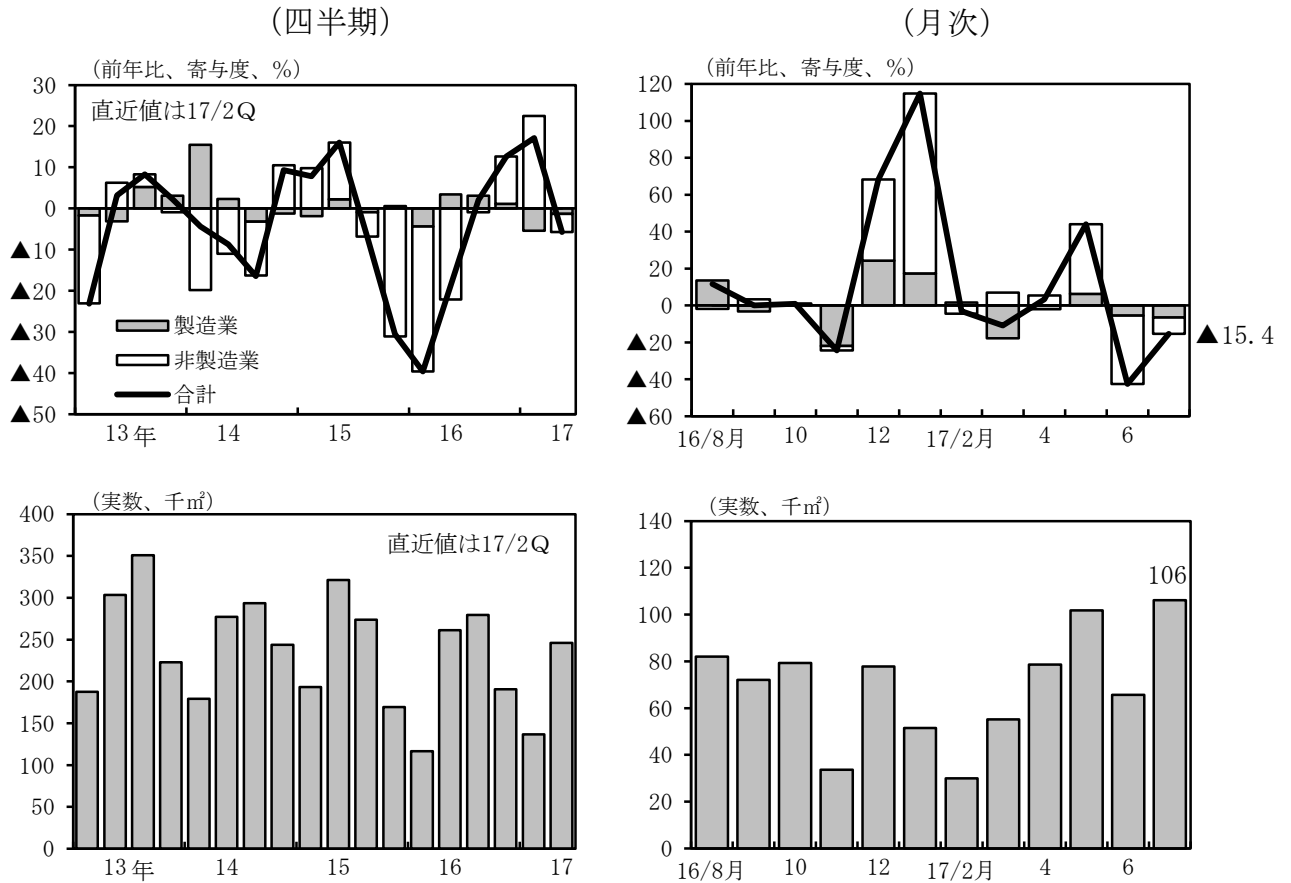 (四半期)
(前年比、寄与度、%)
直近値は17/2Q
30
20
10
0
▲10
▲20
▲30
▲40
▲50
製造業
非製造業
合計
13年 14 15 16 17
(月次)
(前年比、寄与度、%)
120
100
80
60
40
20
0
▲20
▲40
▲60
▲15.4
16/8月 10 12 17/2月 4 6
(実数、千㎡)
直近値は17/2Q
400
350
300
250
200
150
100
50
0
13年 14 15 16 17
(実数、千㎡)
140
120
100
80
60
40
20
0
106
16/8月 10 12 17/2月 4 6